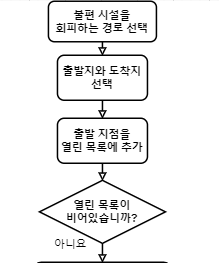 불편 시설을
회피하는 경로 선택
출발지와 도착지
선택
출발 지점을
열린 목록에 추가
열린 목록이
비어있습니까?
아니요